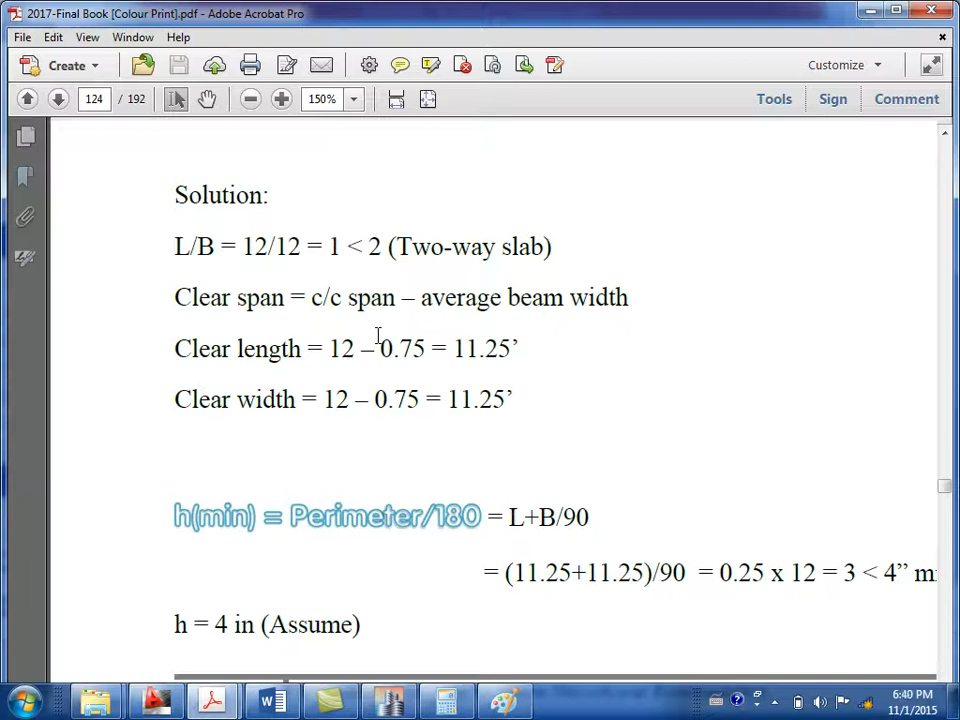 2017-Final Book [Colour Print].pdf - Adobe Acrobat Pro
File Edit View Window Help
Create
Customize
124 / 192
150%
Tools Sign Comment
Solution:
L/B = 12/12 = 1 < 2 (Two-way slab)
Clear span = c/c span – average beam width
Clear length = 12 – 0.75 = 11.25’
Clear width = 12 – 0.75 = 11.25’
h(min) = Perimeter/180 = L+B/90
= (11.25+11.25)/90 = 0.25 x 12 = 3 < 4”
h = 4 in (Assume)
6:40 PM
11/1/2015